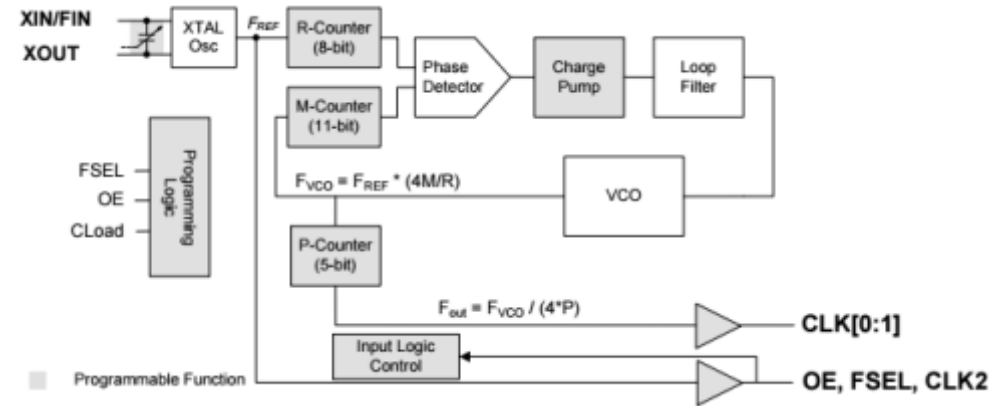 XIN/FIN
XOUT
XTAL
Osc
FREF
R-Counter
(8-bit)
M-Counter
(11-bit)
Phase
Detector
Charge
Pump
Loop
Filter
FSEL
OE
CLoad
Programming
Logic
FVCO = FREF * (4M/R)
VCO
P-Counter
(5-bit)
Fout = FVCO / (4*P)
CLK[0:1]
Input Logic
Control
Programmable Function
OE, FSEL, CLK2